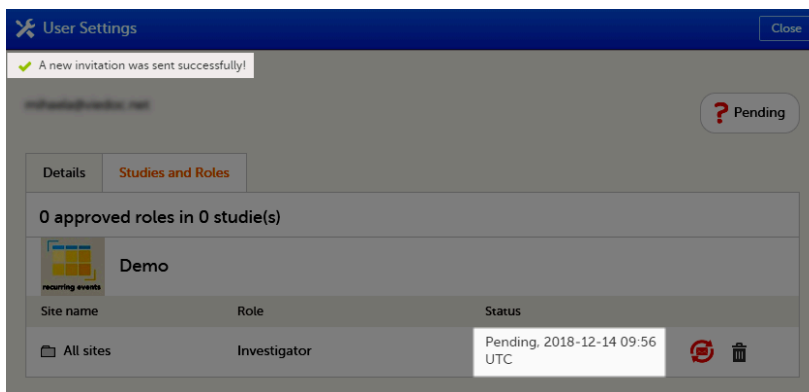 User Settings
Close
A new invitation was sent successfully!
Pending
Details
Studies and Roles
0 approved roles in 0 studie(s)
recurring events
Demo
Site name
Role
Status
All sites
Investigator
Pending, 2018-12-14 09:56
UTC